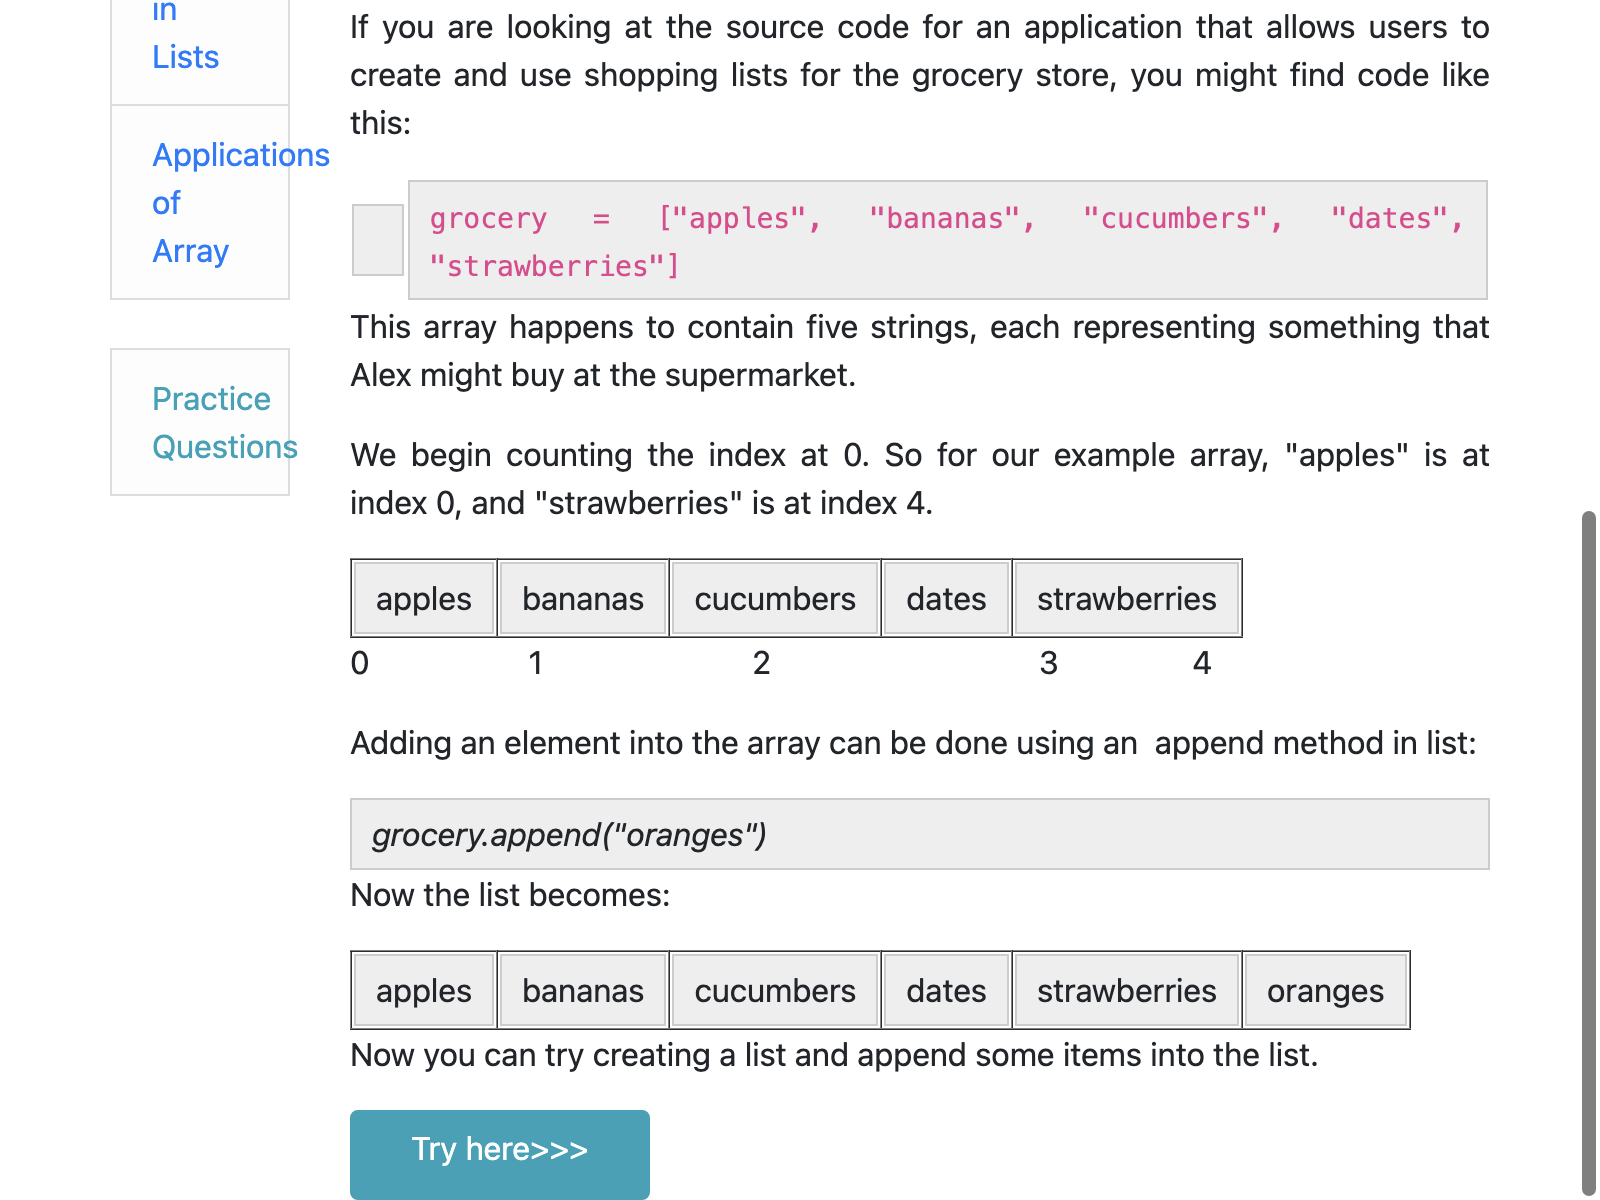 in
Lists
Applications
of
Array
Practice
Questions
If you are looking at the source code for an application that allows users to
create and use shopping lists for the grocery store, you might find code like
this:
grocery = ["apples", "bananas", "cucumbers", "dates",
"strawberries"]
This array happens to contain five strings, each representing something that
Alex might buy at the supermarket.
We begin counting the index at 0. So for our example array, "apples" is at
index 0, and "strawberries" is at index 4.
apples bananas cucumbers dates strawberries
0 1 2 3 4
Adding an element into the array can be done using an append method in list:
grocery.append("oranges")
Now the list becomes:
apples bananas cucumbers dates strawberries oranges
Now you can try creating a list and append some items into the list.
Try here>>>